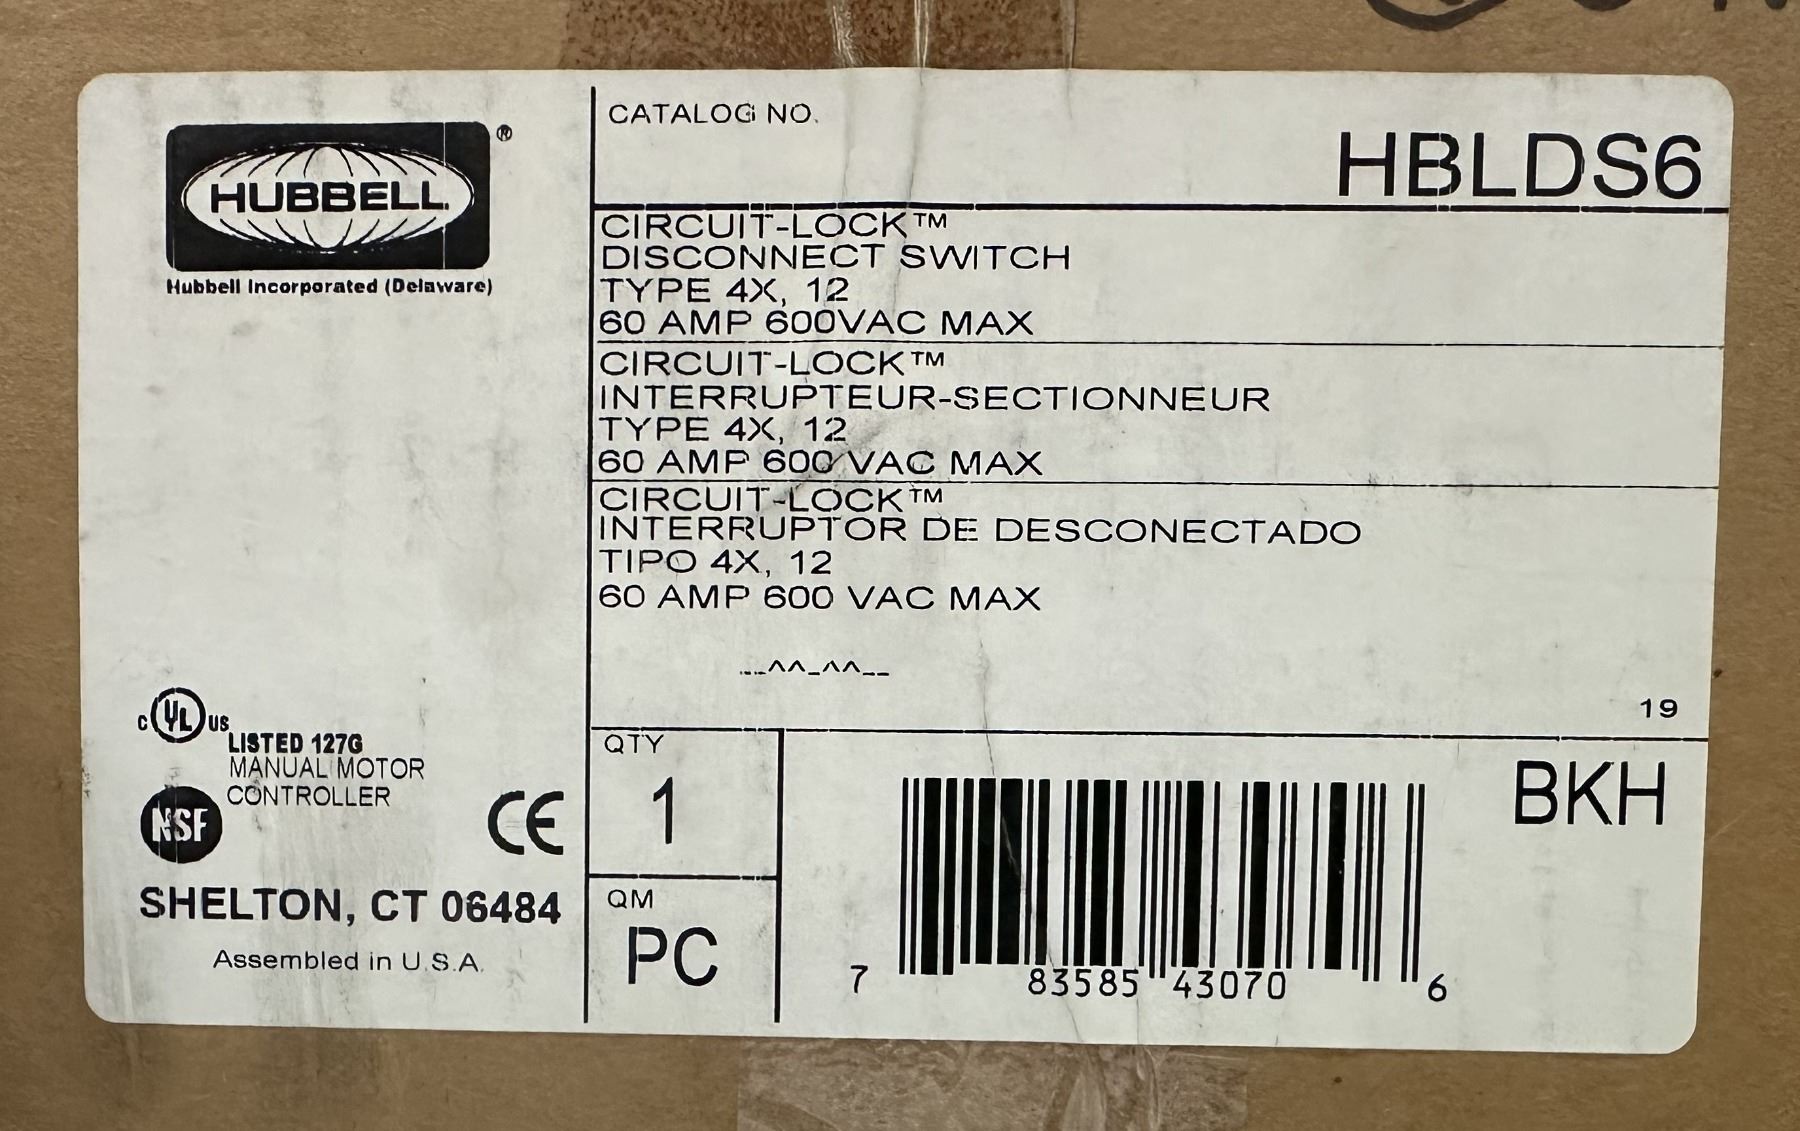 HUBBELL
®
Hubbell Incorporated (Delaware)
CATALOG NO.
HBLDS6
CIRCUIT-LOCK™
DISCONNECT SWITCH
TYPE 4X, 12
60 AMP 600VAC MAX
CIRCUIT-LOCK™
INTERRUPTEUR-SECTIONNEUR
TYPE 4X, 12
60 AMP 600 VAC MAX
CIRCUIT-LOCK™
INTERRUPTOR DE DESCONECTADO
TIPO 4X, 12
60 AMP 600 VAC MAX
19
C UL US
LISTED 127G
MANUAL MOTOR
CONTROLLER
NSF
CE
SHELTON, CT 06484
Assembled in U.S.A.
QTY
1
QM
PC
BKH
7 83585 43070 6